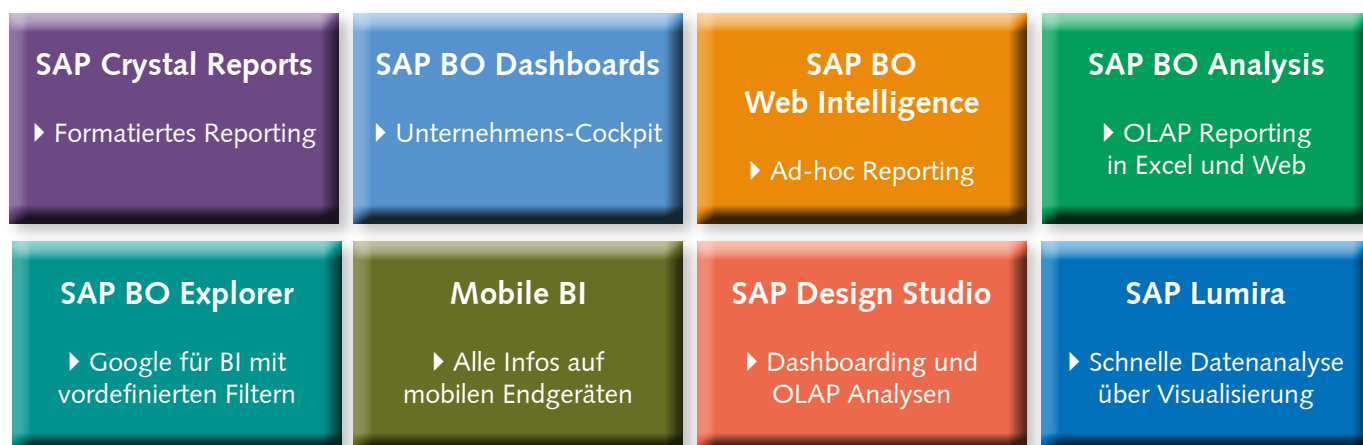 SAP Crystal Reports
Formatiertes Reporting
SAP BO Dashboards
Unternehmens-Cockpit
SAP BO
Web Intelligence
Ad-hoc Reporting
SAP BO Analysis
OLAP Reporting
in Excel und Web
SAP BO Explorer
Google für BI mit
vordefinierten Filtern
Mobile BI
Alle Infos auf
mobilen Endgeräten
SAP Design Studio
Dashboarding und
OLAP Analysen
SAP Lumira
Schnelle Datenanalyse
über Visualisierung